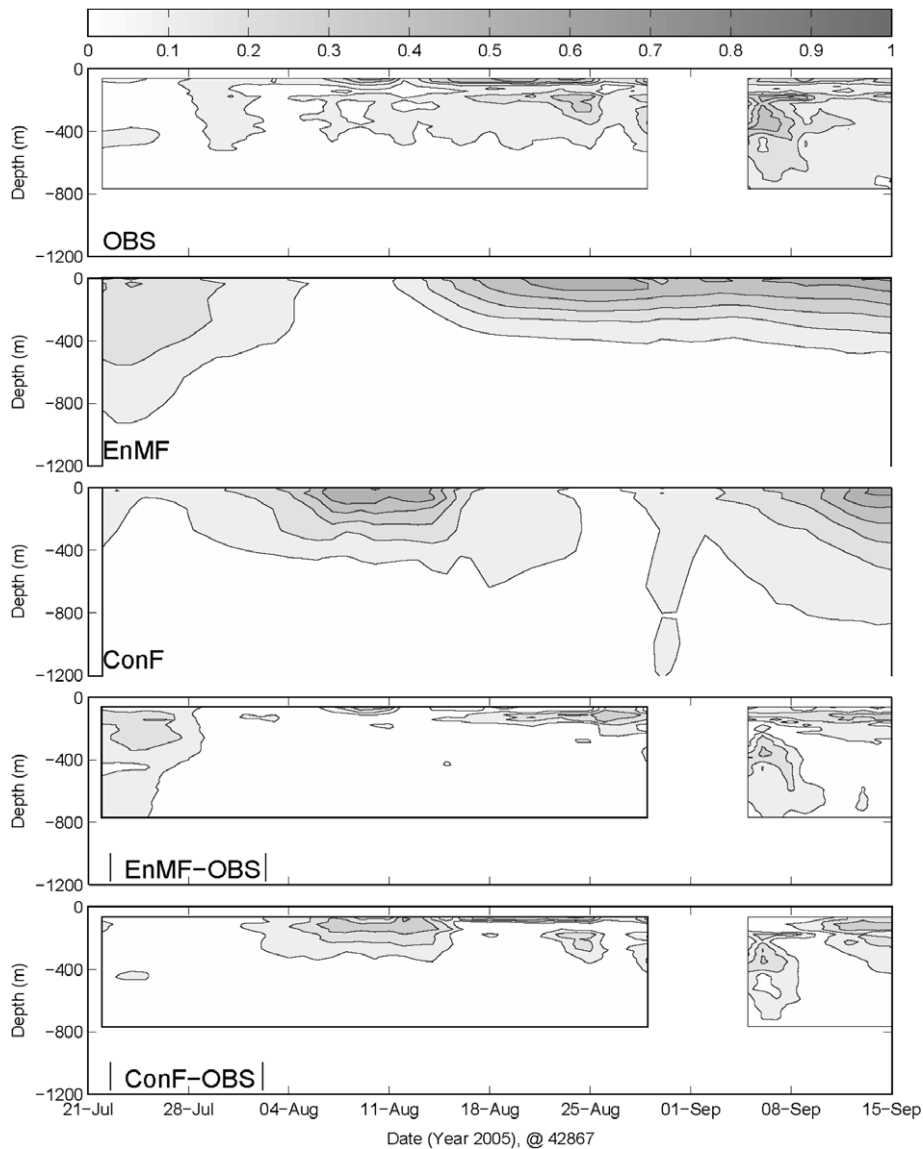 0 0.1 0.2 0.3 0.4 0.5 0.6 0.7 0.8 0.9 1
0
−400
−800
−1200
Depth (m)
OBS
0
−400
−800
−1200
Depth (m)
EnMF
0
−400
−800
−1200
Depth (m)
ConF
0
−400
−800
−1200
Depth (m)
| EnMF−OBS |
0
−400
−800
−1200
Depth (m)
| ConF−OBS |
21−Jul 28−Jul 04−Aug 11−Aug 18−Aug 25−Aug 01−Sep 08−Sep 15−Sep
Date (Year 2005), @ 42867